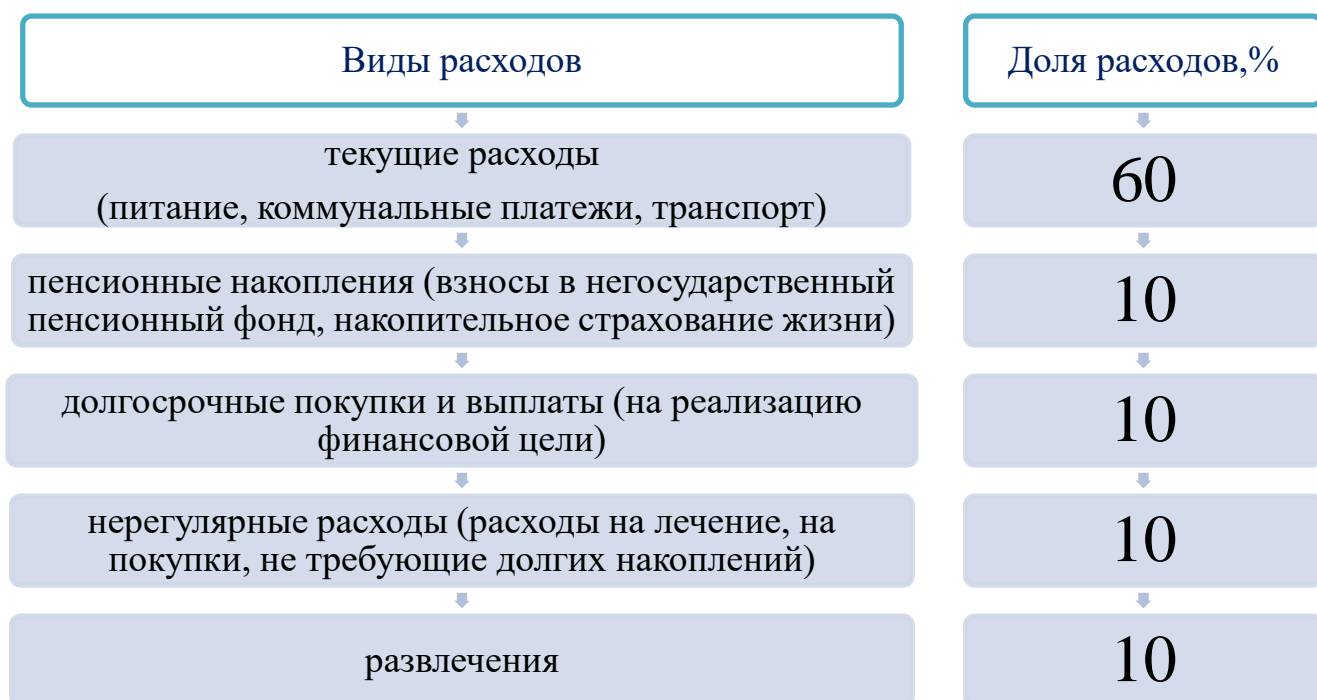 Виды расходов
Доля расходов,%
текущие расходы
(питание, коммунальные платежи, транспорт)
60
пенсионные накопления (взносы в негосударственный
пенсионный фонд, накопительное страхование жизни)
10
долгосрочные покупки и выплаты (на реализацию
финансовой цели)
10
нерегулярные расходы (расходы на лечение, на
покупки, не требующие долгих накоплений)
10
развлечения
10